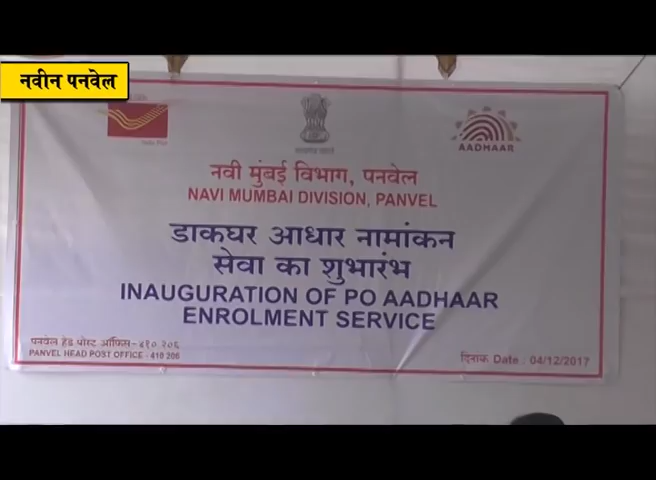 नवीन पनवेल
AADHAAR
नवी मुंबई विभाग, पनवेल
NAVI MUMBAI DIVISION, PANVEL
डाकघर आधार नामांकन
सेवा का शुभारंभ
INAUGURATION OF PO AADHAAR
ENROLMENT SERVICE
पनवेल हेड पोस्ट ऑफिस - ४१० २०६
PANVEL HEAD POST OFFICE - 410 206
दिनाक Date : 04/12/2017